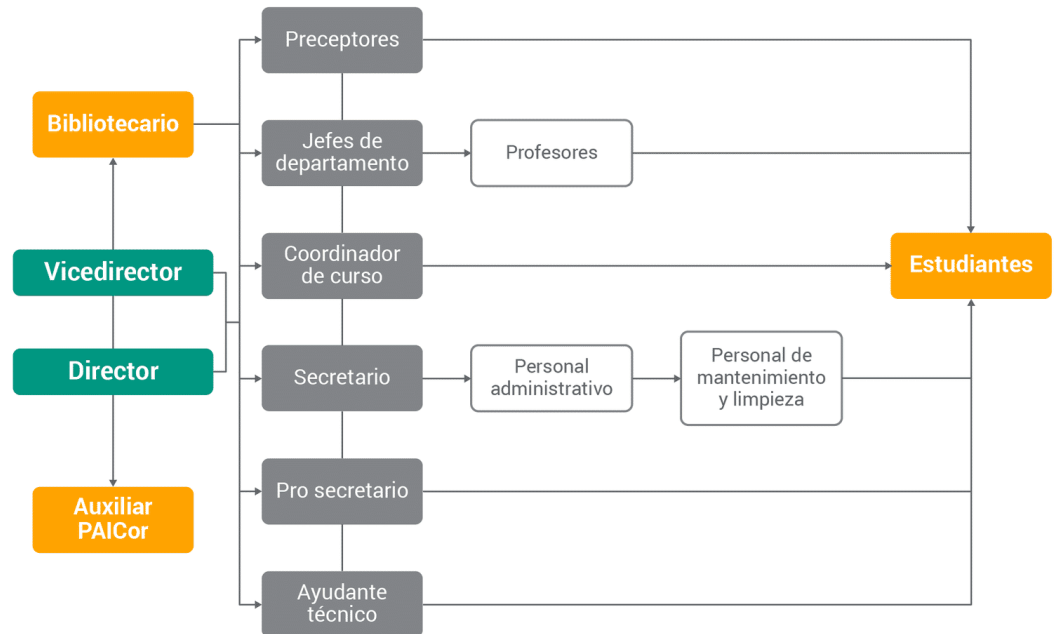 Preceptores
Bibliotecario
Jefes de
departamento
Profesores
Vicedirector
Coordinador
de curso
Estudiantes
Director
Secretario
Personal
administrativo
Personal de
mantenimiento
y limpieza
Auxiliar
PAICor
Pro secretario
Ayudante
técnico